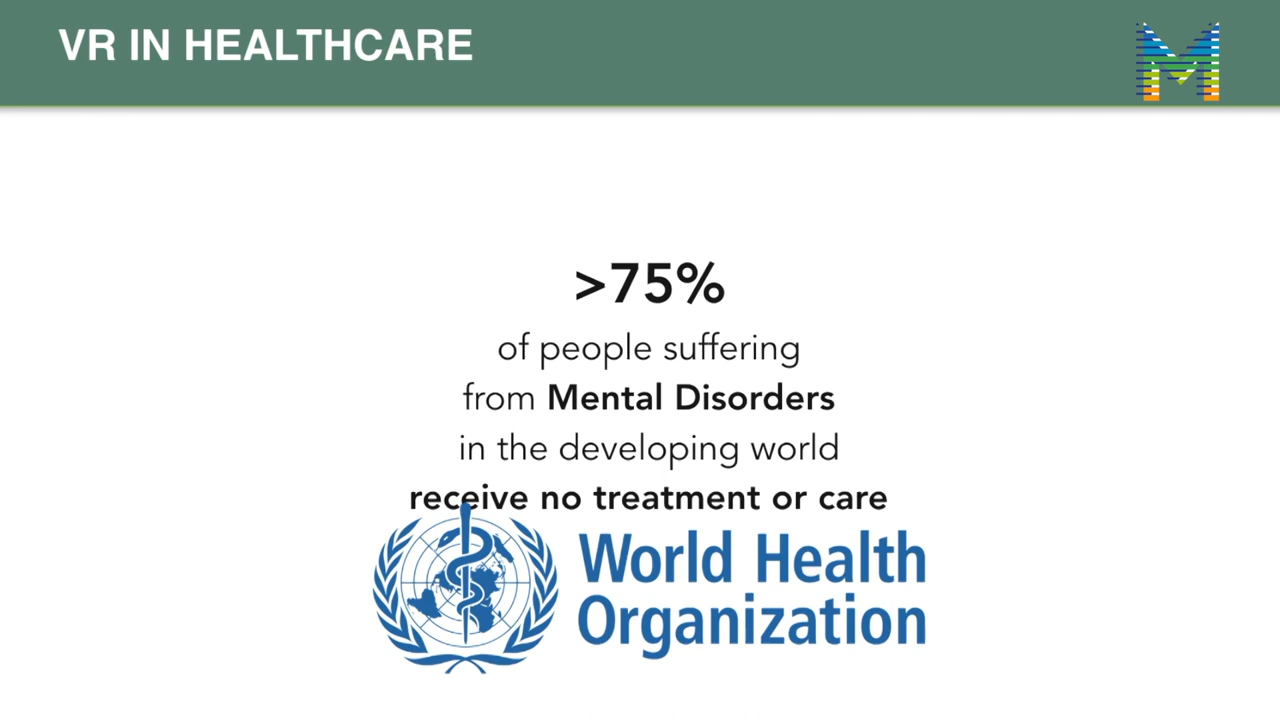 VR IN HEALTHCARE
M
>75%
of people suffering
from Mental Disorders
in the developing world
receive no treatment or care
World Health
Organization